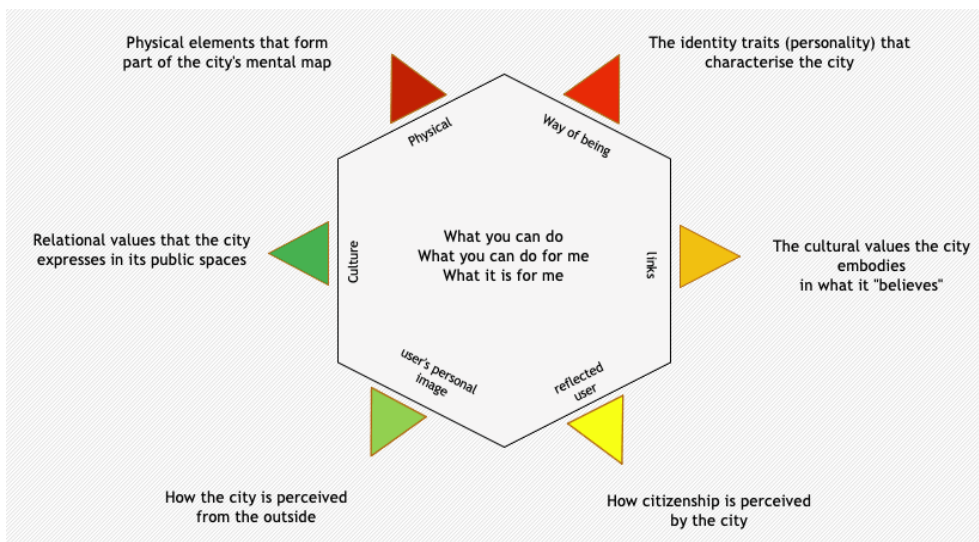 Physical elements that form
part of the city's mental map
The identity traits (personality) that
characterise the city
Physical
Way of being
Relational values that the city
expresses in its public spaces
Culture
What you can do
What you can do for me
What it is for me
links
The cultural values the city
embodies
in what it "believes"
user's personal
image
reflected
user
How the city is perceived
from the outside
How citizenship is perceived
by the city